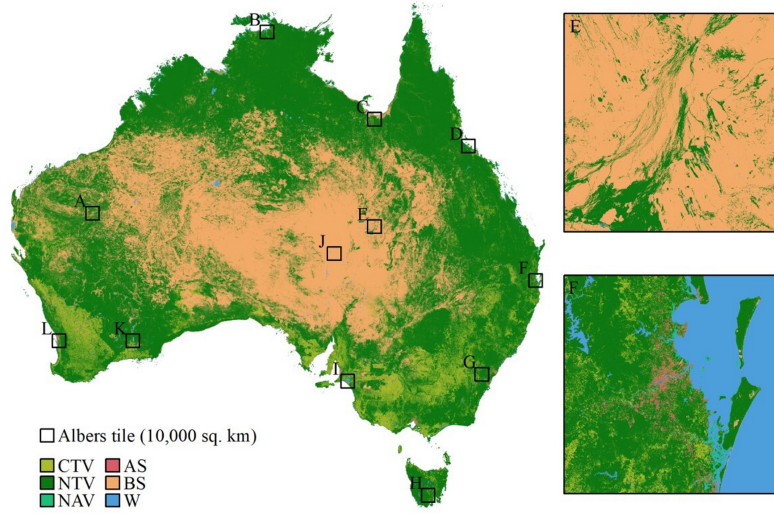 B
E
C
D
A
E
J
F
F
L
K
G
I
Albers tile (10,000 sq. km)
CTV AS
NTV BS
NAV W
H